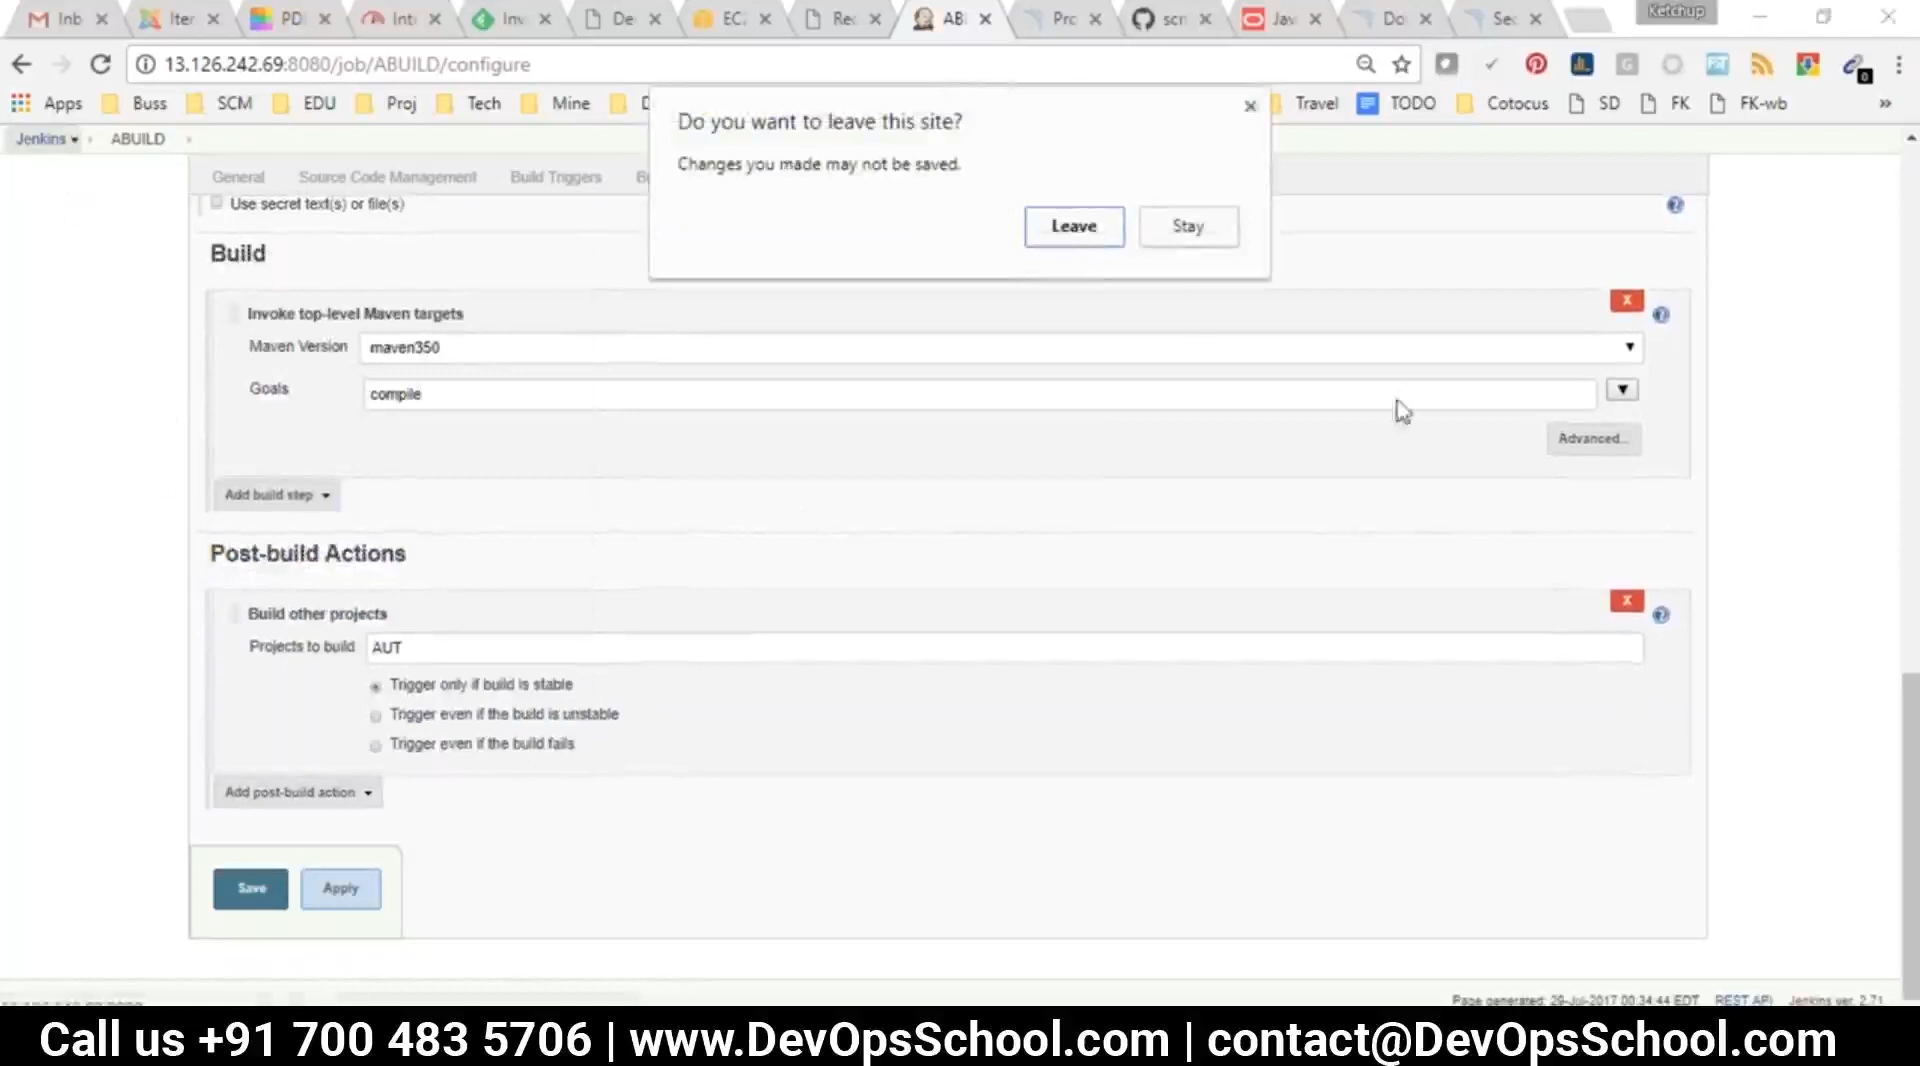 Inb Iter PDI Inte Inv De EC: Re AB Pro scn Jav Do Sec Ketchup
13.126.242.69:8080/job/ABUILD/configure
0
Apps Buss SCM EDU Proj Tech Mine Travel TODO Cotocus SD FK FK-wb »
Do you want to leave this site?
Changes you made may not be saved.
Leave Stay
Jenkins ABUILD
General Source Code Management Build Triggers
Use secret text(s) or file(s)
Build
Invoke top-level Maven targets X
Maven Version maven350
Goals compile
Advanced...
Add build step
Post-build Actions
Build other projects X
Projects to build AUT
Trigger only if build is stable
Trigger even if the build is unstable
Trigger even if the build fails
Add post-build action
Save Apply
Page generated: 29-Jul-2017 00:34:44 EDT REST API Jenkins ver. 2.71
Call us +91 700 483 5706 | www.DevOpsSchool.com | contact@DevOpsSchool.com